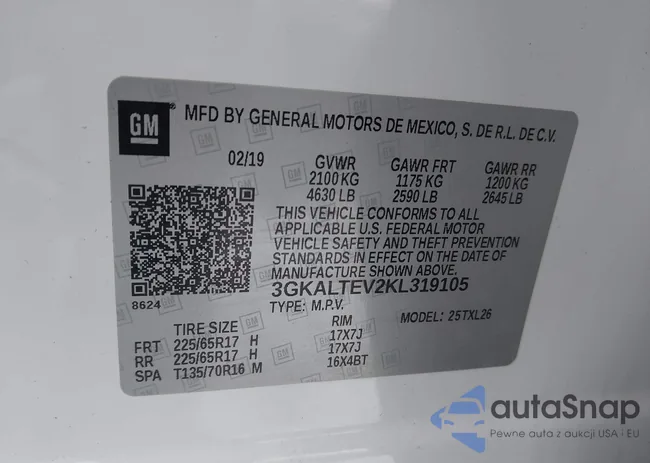 GM
MFD BY GENERAL MOTORS DE MEXICO, S. DE R.L. DE C.V.
02/19 GVWR GAWR FRT GAWR RR
2100 KG 1175 KG 1200 KG
4630 LB 2590 LB 2645 LB
THIS VEHICLE CONFORMS TO ALL
APPLICABLE U.S. FEDERAL MOTOR
VEHICLE SAFETY AND THEFT PREVENTION
STANDARDS IN EFFECT ON THE DATE OF
MANUFACTURE SHOWN ABOVE.
8624
3GKALTEV2KL319105
TYPE: M.P.V. MODEL: 25TXL26
TIRE SIZE RIM
FRT 225/65R17 H 17X7J
RR 225/65R17 H 17X7J
SPA T135/70R16 M 16X4BT
autaSnap
Pewne auta z aukcji USA i EU